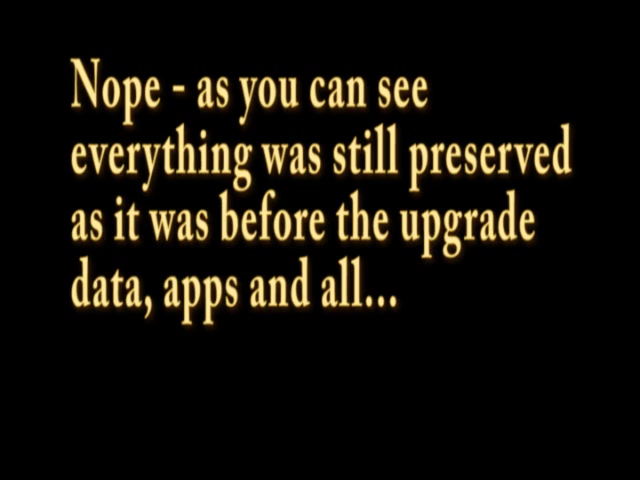 Nope - as you can see
everything was still preserved
as it was before the upgrade
data, apps and all...